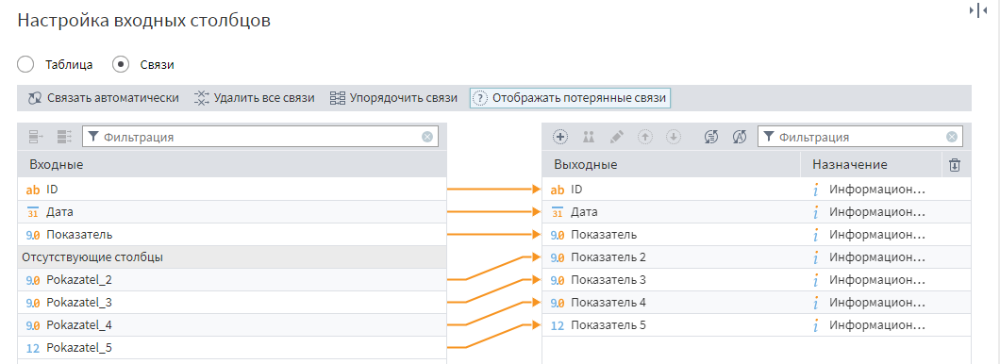 Настройка входных столбцов
Таблица Связи
Связать автоматически Удалить все связи Упорядочить связи ? Отображать потерянные связи
Фильтрация Фильтрация
Входные Выходные Назначение
ab ID ab ID i Информацион...
31 Дата 31 Дата i Информацион...
9.0 Показатель 9.0 Показатель i Информацион...
Отсутствующие столбцы 9.0 Показатель 2 i Информацион...
9.0 Pokazatel_2 9.0 Показатель 3 i Информацион...
9.0 Pokazatel_3 9.0 Показатель 4 i Информацион...
9.0 Pokazatel_4 12 Показатель 5 i Информацион...
12 Pokazatel_5